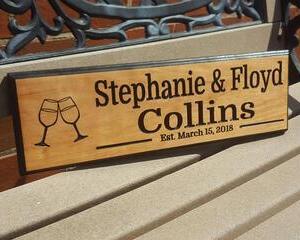 Stephanie & Floyd
Collins
Est. March 15, 2018